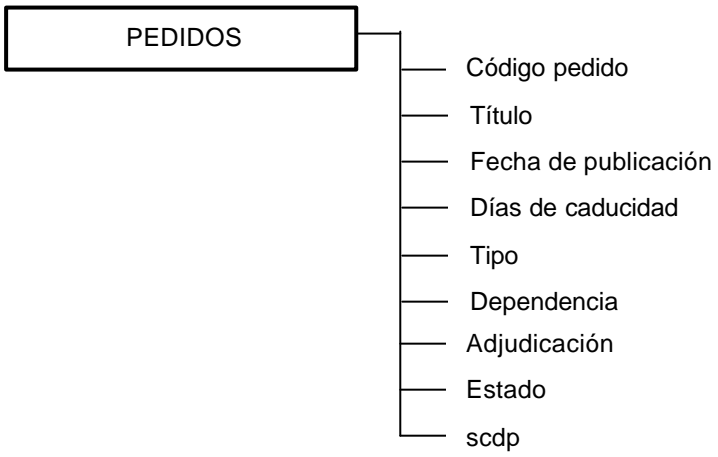 PEDIDOS
Código pedido
Título
Fecha de publicación
Días de caducidad
Tipo
Dependencia
Adjudicación
Estado
scdp